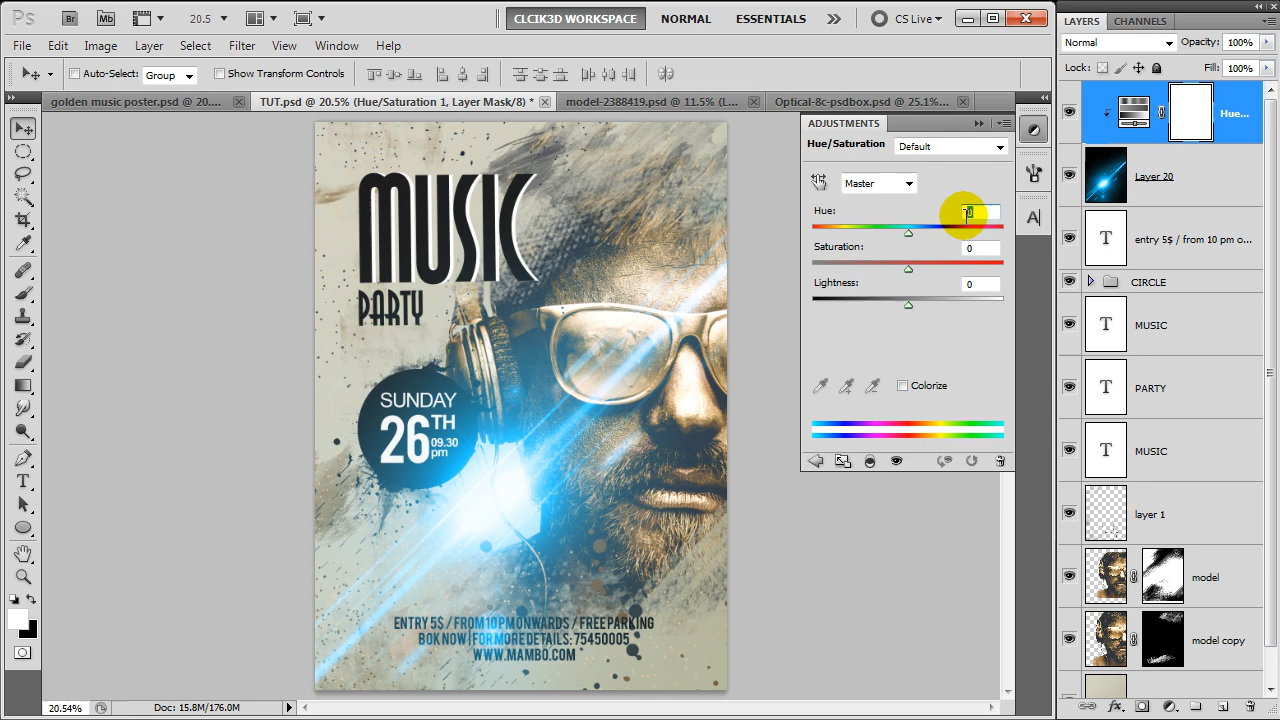 Ps
Br
Mb
20.5
CLCIK3D WORKSPACE
NORMAL
ESSENTIALS
CS Live
File Edit Image Layer Select Filter View Window Help
Auto-Select: Group
Show Transform Controls
golden music poster.psd @ 20....
TUT.psd @ 20.5% (Hue/Saturation 1, Layer Mask/8) *
model-2388419.psd @ 11.5% (L...
Optical-8c-psdbox.psd @ 25.1%...
MUSIC
PARTY
SUNDAY
26TH
09.30
pm
ENTRY 5$ / FROM 10 PM ONWARDS / FREE PARKING
BOK NOW | FOR MORE DETAILS: 75450005
WWW.MAMBO.COM
ADJUSTMENTS
Hue/Saturation Default
Master
Hue: 0
Saturation: 0
Lightness: 0
Colorize
LAYERS CHANNELS
Normal Opacity: 100%
Lock: Fill: 100%
Hue...
Layer 20
entry 5$ / from 10 pm o...
CIRCLE
MUSIC
PARTY
MUSIC
layer 1
model
model copy
20.54% Doc: 15.8M/176.0M